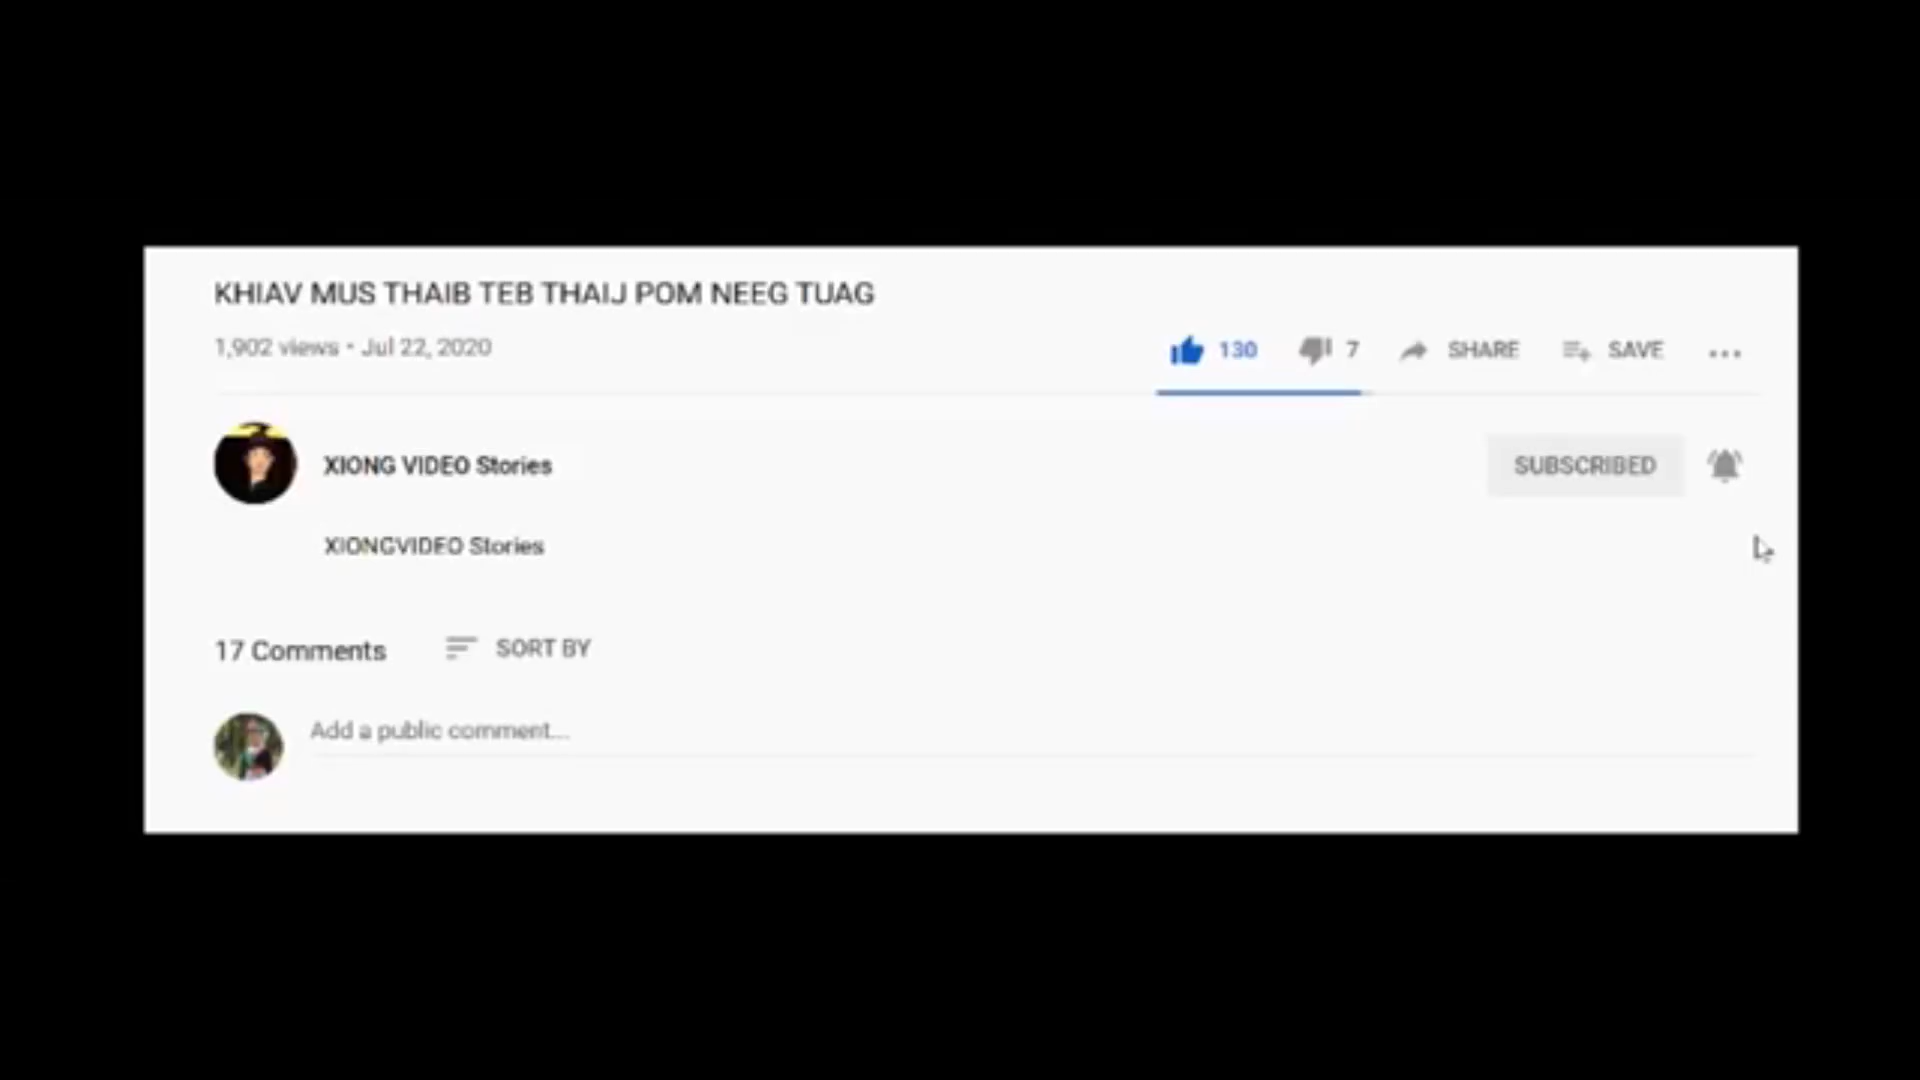 KHIAV MUS THAIB TEB THAIJ POM NEEG TUAG
1,902 views • Jul 22, 2020
130 7 SHARE SAVE ...
XIONG VIDEO Stories
SUBSCRIBED
XIONGVIDEO Stories
17 Comments SORT BY
Add a public comment...